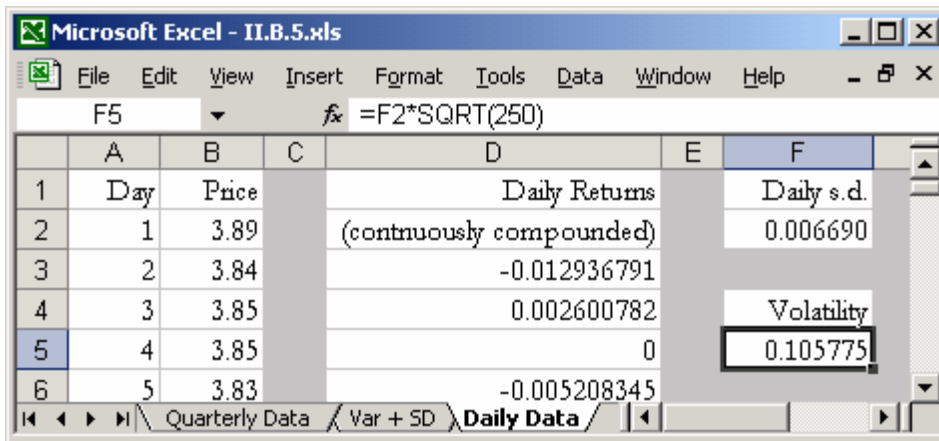 Microsoft Excel - II.B.5.xls
File Edit View Insert Format Tools Data Window Help
F5 fx =F2*SQRT(250)
A B C D E F
1 Day Price Daily Returns Daily s.d.
2 1 3.89 (contnuously compounded) 0.006690
3 2 3.84 -0.012936791
4 3 3.85 0.002600782 Volatility
5 4 3.85 0 0.105775
6 5 3.83 -0.005208345
Quarterly Data Var + SD Daily Data